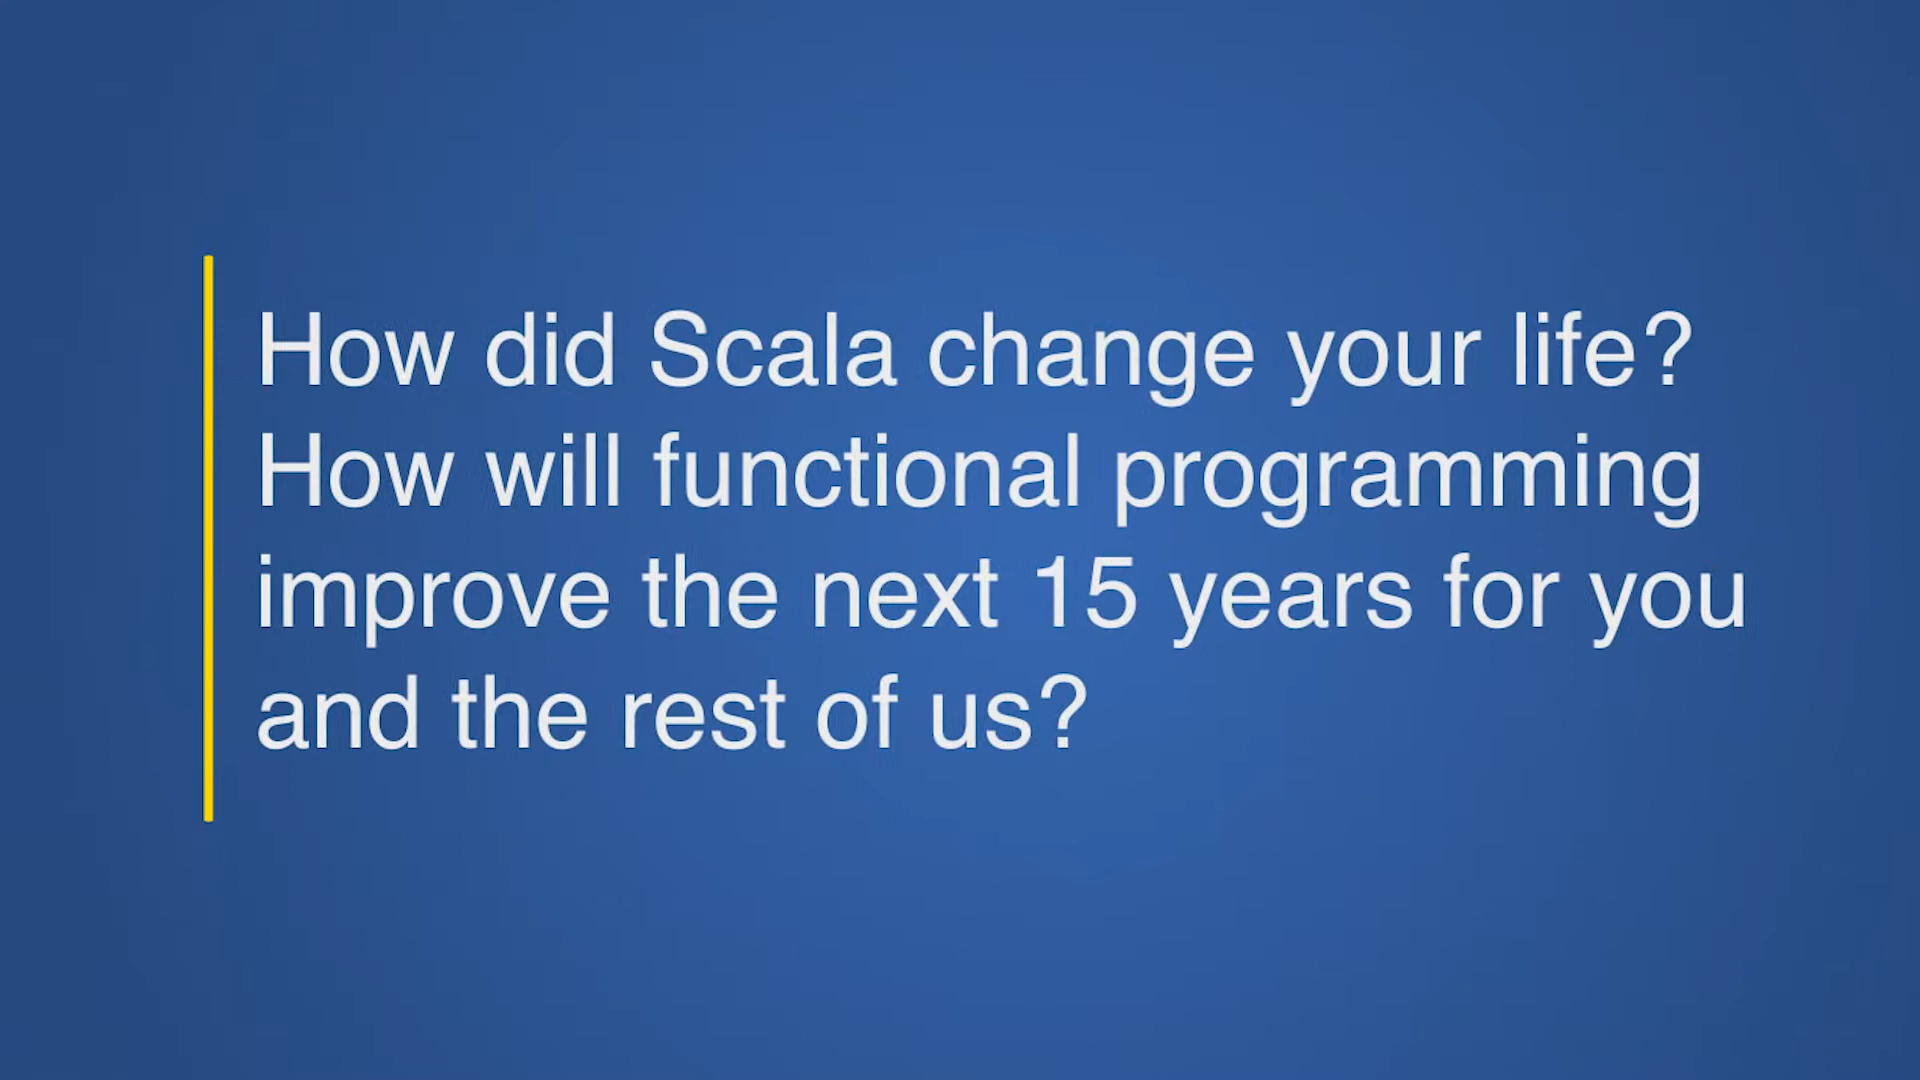 How did Scala change your life?
How will functional programming
improve the next 15 years for you
and the rest of us?